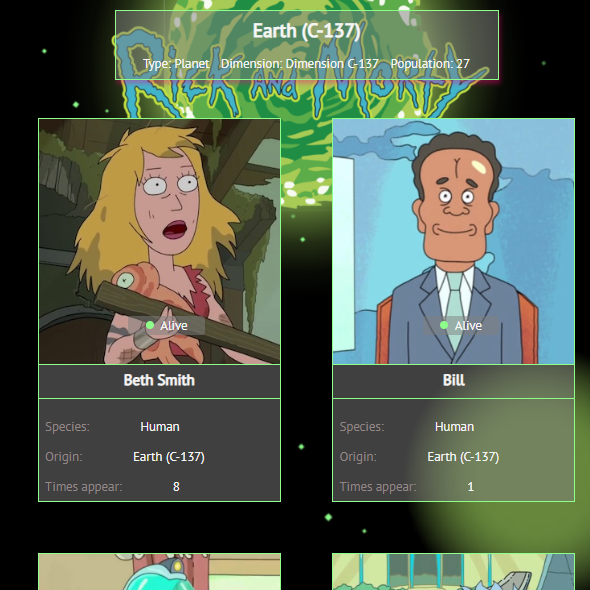 Earth (C-137)
Type: Planet Dimension: Dimension C-137 Population: 27
RICK AND MORTY
Alive
Alive
Beth Smith
Bill
Species: Human
Species: Human
Origin: Earth (C-137)
Origin: Earth (C-137)
Times appear: 8
Times appear: 1